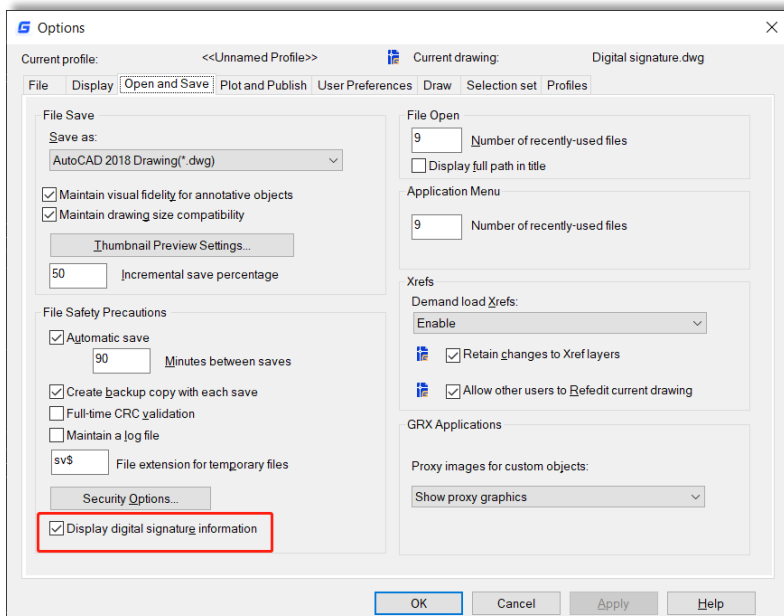 Options
Current profile: <<Unnamed Profile>> Current drawing: Digital signature.dwg
File Display Open and Save Plot and Publish User Preferences Draw Selection set Profiles
File Save
Save as:
AutoCAD 2018 Drawing(*.dwg)
Maintain visual fidelity for annotative objects
Maintain drawing size compatibility
Thumbnail Preview Settings...
50 Incremental save percentage
File Safety Precautions
Automatic save
90 Minutes between saves
Create backup copy with each save
Full-time CRC validation
Maintain a log file
sv$ File extension for temporary files
Security Options...
Display digital signature information
File Open
9 Number of recently-used files
Display full path in title
Application Menu
9 Number of recently-used files
Xrefs
Demand load Xrefs:
Enable
Retain changes to Xref layers
Allow other users to Refedit current drawing
GRX Applications
Proxy images for custom objects:
Show proxy graphics
OK Cancel Apply Help